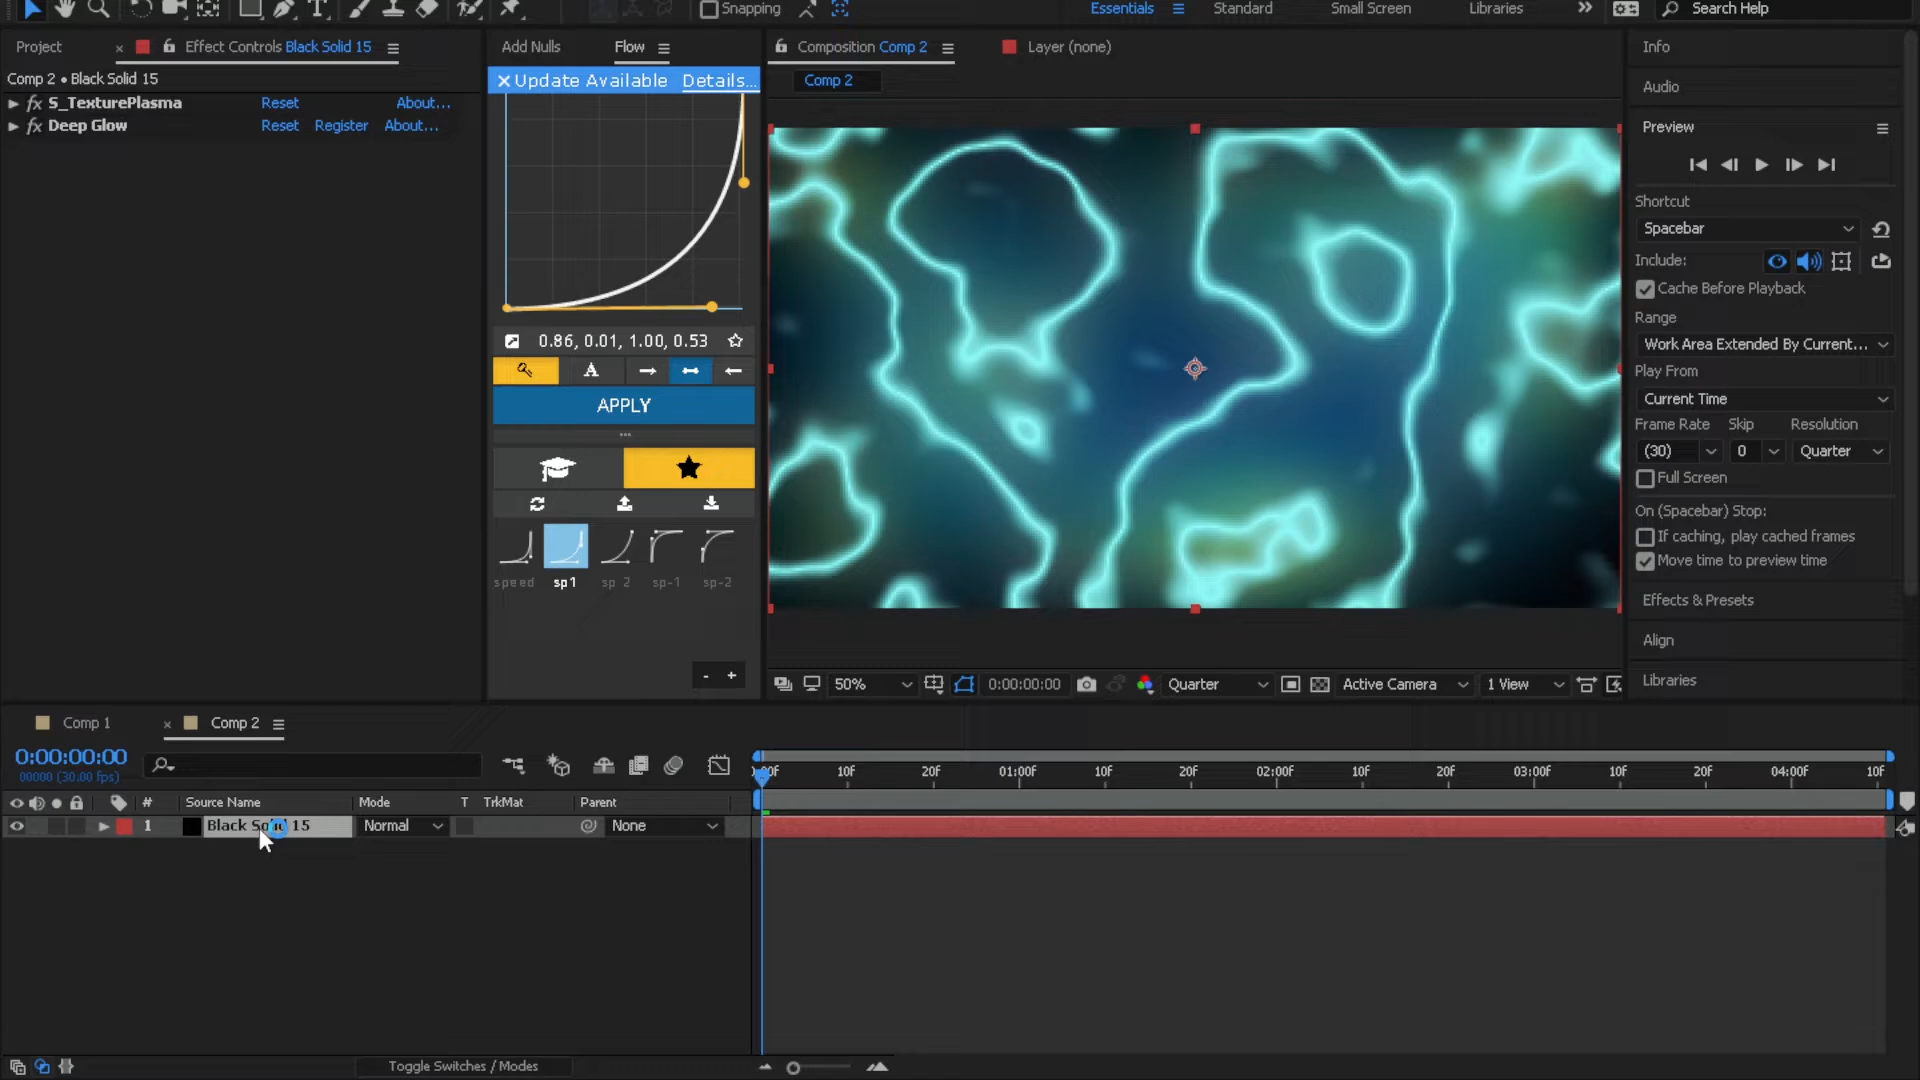 Snapping
Essentials
Standard
Small Screen
Libraries
Search Help
Project
Effect Controls Black Solid 15
Add Nulls
Flow
Composition Comp 2
Layer (none)
Info
Comp 2 • Black Solid 15
Update Available Details...
Comp 2
Audio
fx S_TexturePlasma Reset About...
fx Deep Glow Reset Register About...
Preview
Shortcut
Spacebar
Include:
Cache Before Playback
Range
0.86, 0.01, 1.00, 0.53
Work Area Extended By Current...
A
Play From
APPLY
Current Time
Frame Rate Skip Resolution
(30) 0 Quarter
Full Screen
On (Spacebar) Stop:
If caching, play cached frames
Move time to preview time
speed sp1 sp 2 sp-1 sp-2
Effects & Presets
Align
Libraries
- +
50% 0:00:00:00 Quarter Active Camera 1 View
Comp 1
Comp 2
0:00:00:00
00000 (30.00 fps)
10f 20f 01:00f 10f 20f 02:00f 10f 20f 03:00f 10f 20f 04:00f 10f
# Source Name Mode T TrkMat Parent
1 Black Solid 15 Normal None
Toggle Switches / Modes